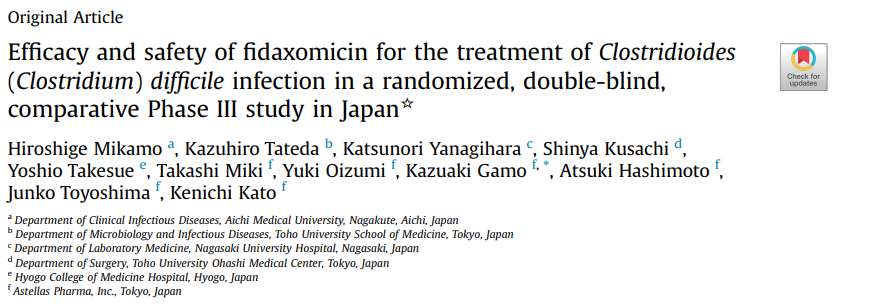 Original Article
Efficacy and safety of fidaxomicin for the treatment of Clostridioides
(Clostridium) difficile infection in a randomized, double-blind,
comparative Phase III study in Japan☆
Check for
updates
Hiroshige Mikamo a, Kazuhiro Tateda b, Katsunori Yanagihara c, Shinya Kusachi d,
Yoshio Takesue e, Takashi Miki f, Yuki Oizumi f, Kazuaki Gamo f, *, Atsuki Hashimoto f,
Junko Toyoshima f, Kenichi Kato f
a Department of Clinical Infectious Diseases, Aichi Medical University, Nagakute, Aichi, Japan
b Department of Microbiology and Infectious Diseases, Toho University School of Medicine, Tokyo, Japan
c Department of Laboratory Medicine, Nagasaki University Hospital, Nagasaki, Japan
d Department of Surgery, Toho University Ohashi Medical Center, Tokyo, Japan
e Hyogo College of Medicine Hospital, Hyogo, Japan
f Astellas Pharma, Inc., Tokyo, Japan